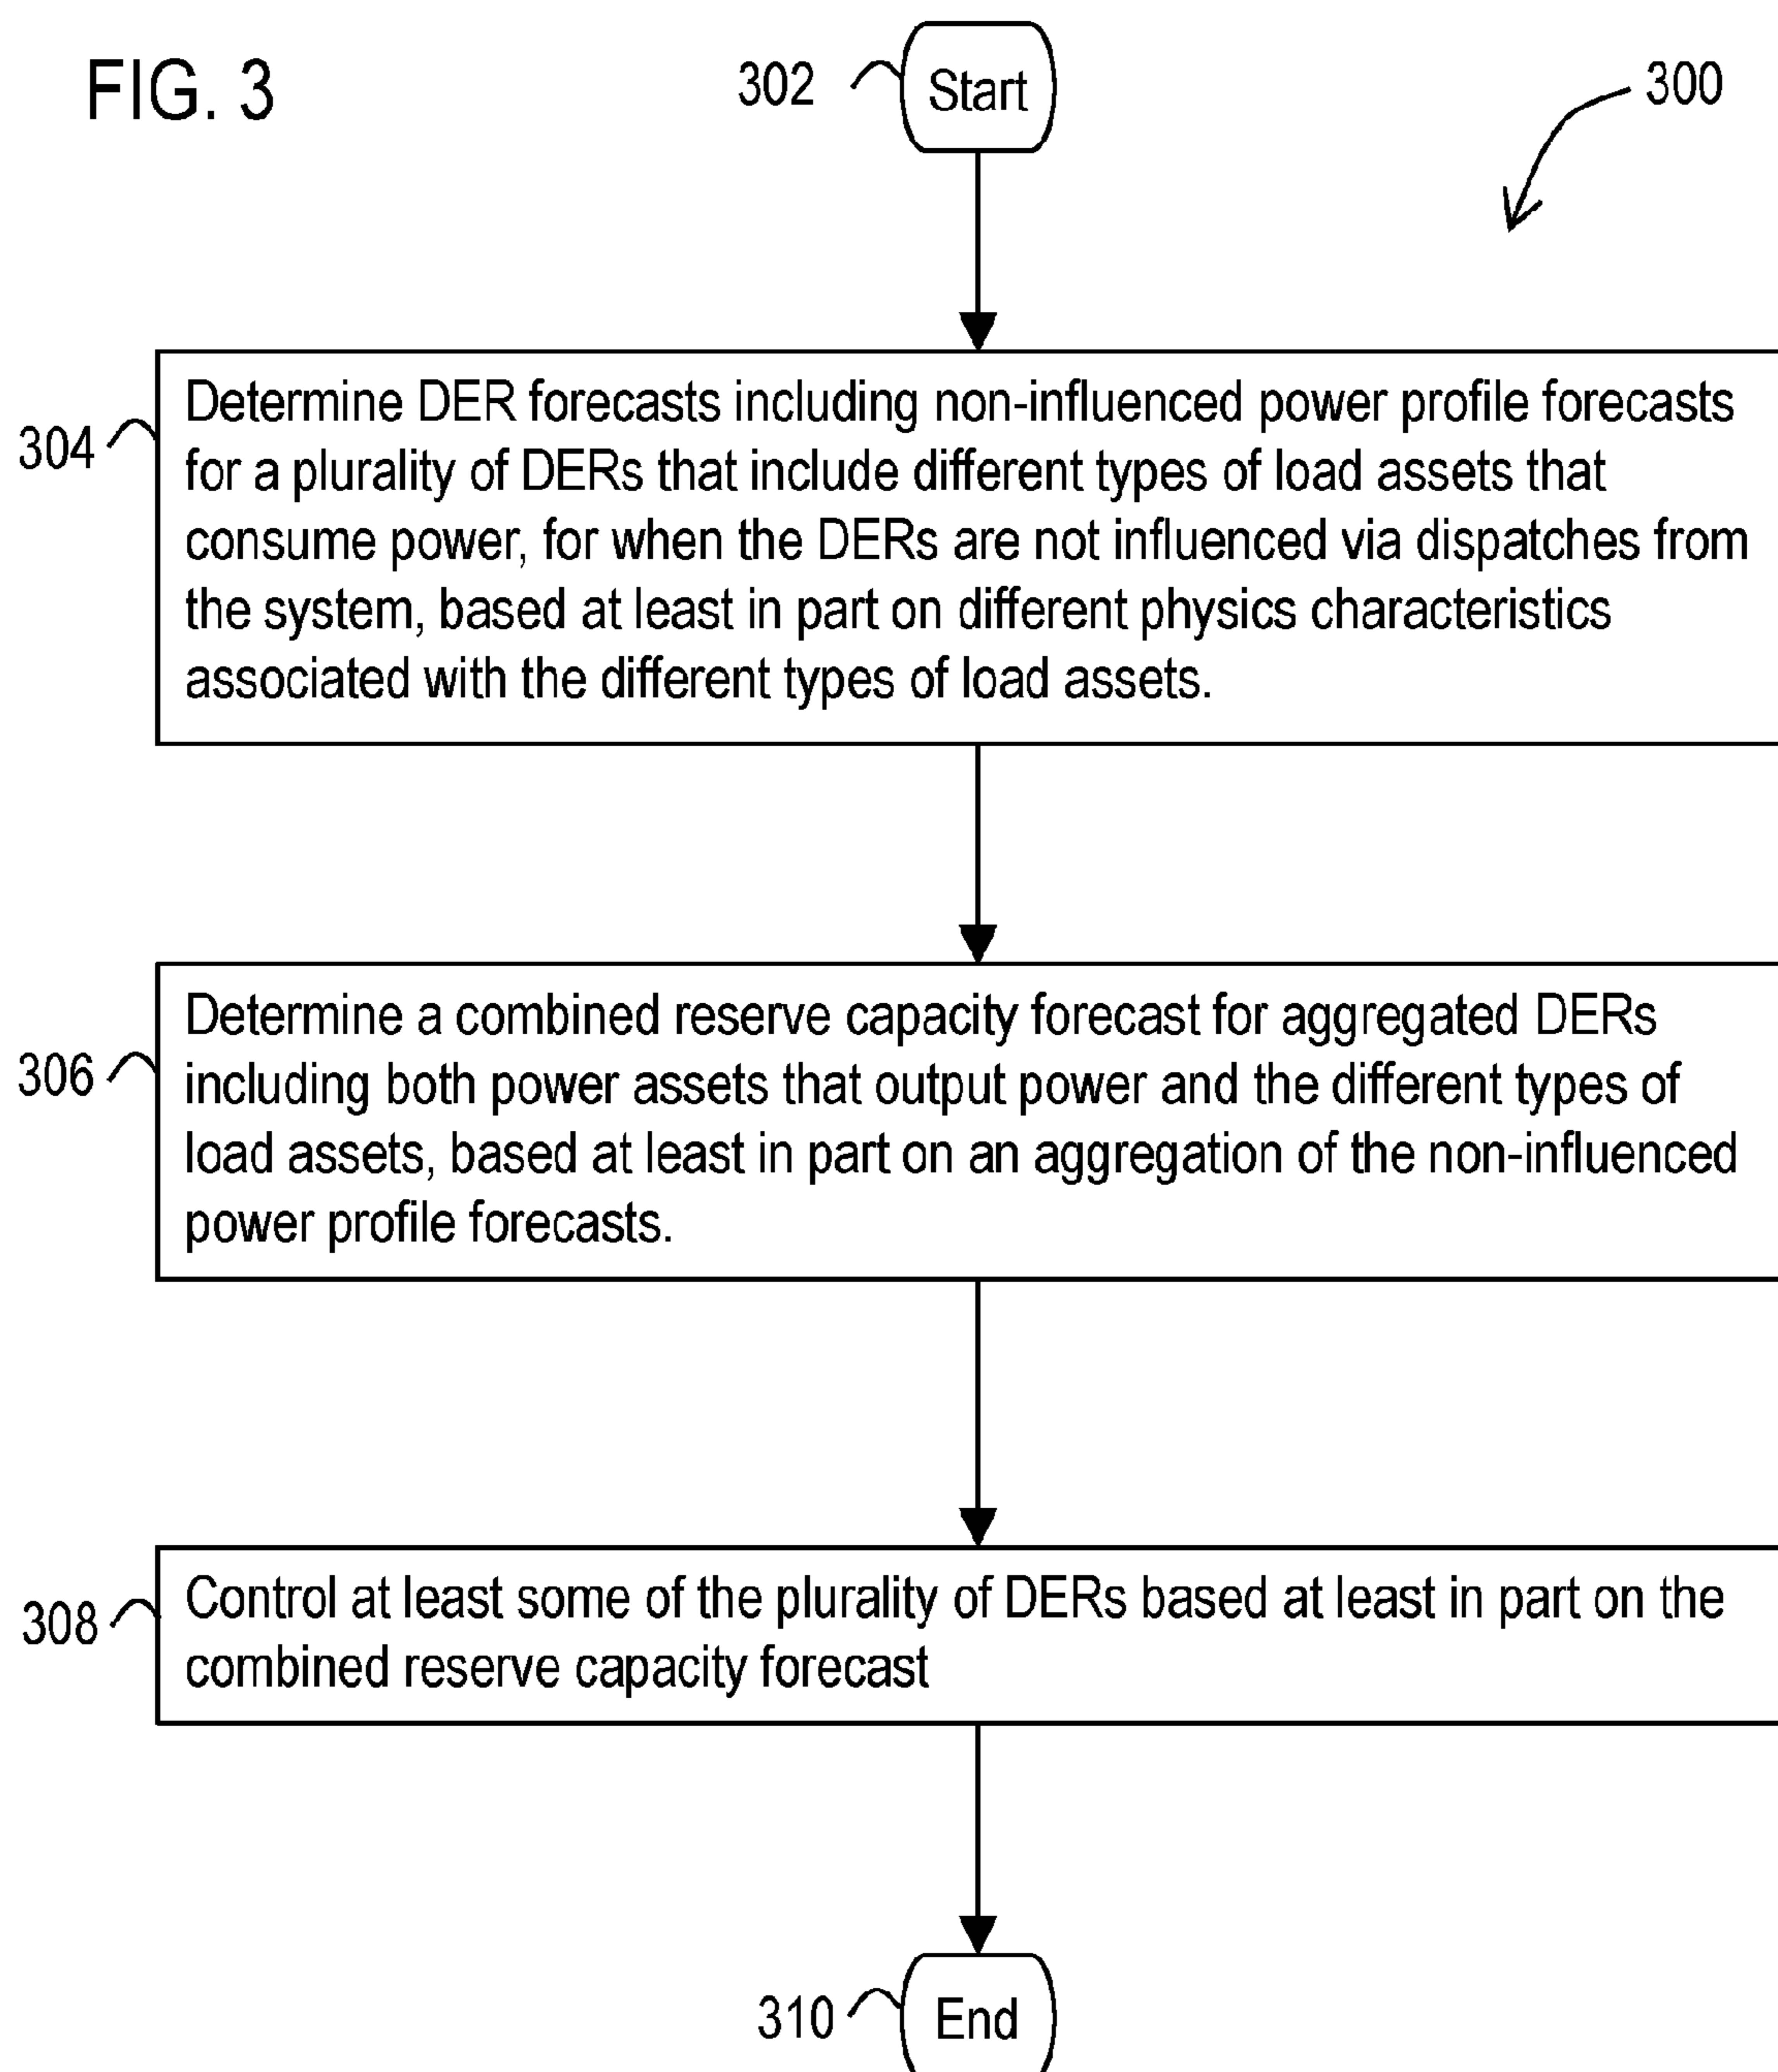 FIG. 3
302
Start
300
304
Determine DER forecasts including non-influenced power profile forecasts
for a plurality of DERs that include different types of load assets that
consume power, for when the DERs are not influenced via dispatches from
the system, based at least in part on different physics characteristics
associated with the different types of load assets.
306
Determine a combined reserve capacity forecast for aggregated DERs
including both power assets that output power and the different types of
load assets, based at least in part on an aggregation of the non-influenced
power profile forecasts.
308
Control at least some of the plurality of DERs based at least in part on the
combined reserve capacity forecast
310
End